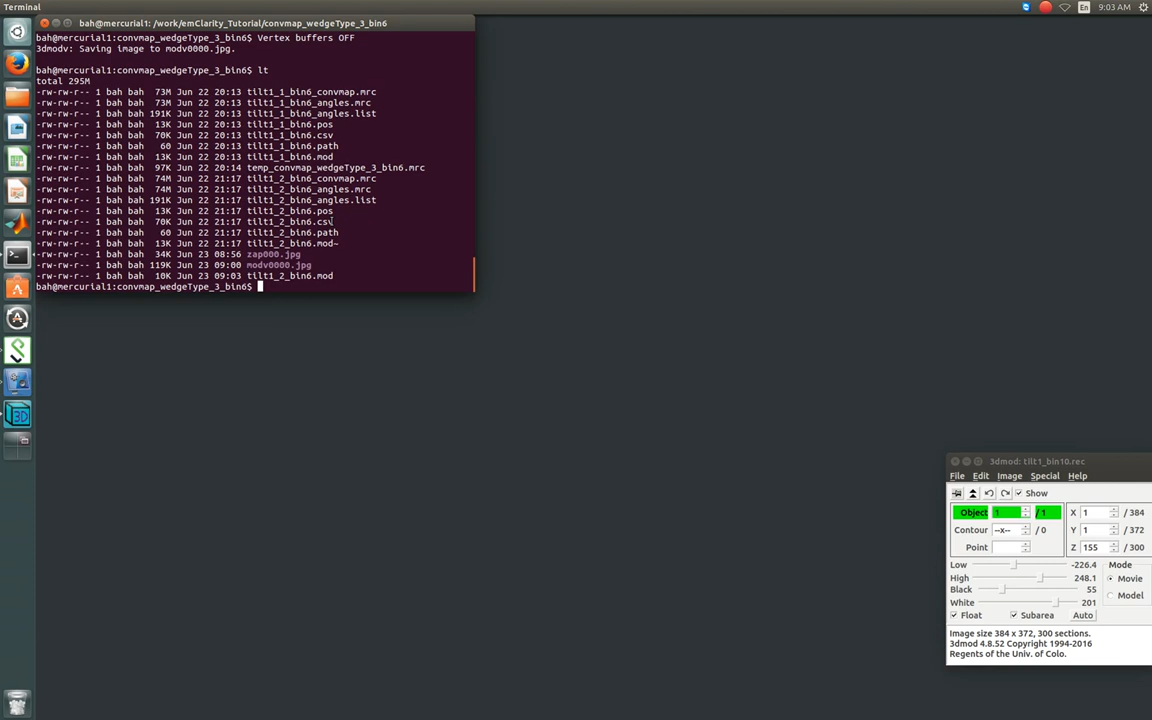 Terminal
En
9:03 AM
bah@mercurial1: /work/emClarity_Tutorial/convmap_wedgeType_3_bin6
bah@mercurial1:convmap_wedgeType_3_bin6$ Vertex buffers OFF
3dmodv: Saving image to modv0000.jpg.
bah@mercurial1:convmap_wedgeType_3_bin6$ lt
total 295M
-rw-rw-r-- 1 bah bah  73M Jun 22 20:13 tilt1_1_bin6_convmap.mrc
-rw-rw-r-- 1 bah bah  73M Jun 22 20:13 tilt1_1_bin6_angles.mrc
-rw-rw-r-- 1 bah bah 191K Jun 22 20:13 tilt1_1_bin6_angles.list
-rw-rw-r-- 1 bah bah  13K Jun 22 20:13 tilt1_1_bin6.pos
-rw-rw-r-- 1 bah bah  70K Jun 22 20:13 tilt1_1_bin6.csv
-rw-rw-r-- 1 bah bah   60 Jun 22 20:13 tilt1_1_bin6.path
-rw-rw-r-- 1 bah bah  13K Jun 22 20:13 tilt1_1_bin6.mod
-rw-rw-r-- 1 bah bah  97K Jun 22 20:14 temp_convmap_wedgeType_3_bin6.mrc
-rw-rw-r-- 1 bah bah  74M Jun 22 21:17 tilt1_2_bin6_convmap.mrc
-rw-rw-r-- 1 bah bah  74M Jun 22 21:17 tilt1_2_bin6_angles.mrc
-rw-rw-r-- 1 bah bah 191K Jun 22 21:17 tilt1_2_bin6_angles.list
-rw-rw-r-- 1 bah bah  13K Jun 22 21:17 tilt1_2_bin6.pos
-rw-rw-r-- 1 bah bah  70K Jun 22 21:17 tilt1_2_bin6.csv
-rw-rw-r-- 1 bah bah   60 Jun 22 21:17 tilt1_2_bin6.path
-rw-rw-r-- 1 bah bah  13K Jun 22 21:17 tilt1_2_bin6.mod~
-rw-rw-r-- 1 bah bah  34K Jun 23 08:56 zap000.jpg
-rw-rw-r-- 1 bah bah 119K Jun 23 09:00 modv0000.jpg
-rw-rw-r-- 1 bah bah  10K Jun 23 09:03 tilt1_2_bin6.mod
bah@mercurial1:convmap_wedgeType_3_bin6$
3dmod: tilt1_bin10.rec
File Edit Image Special Help
Show
Object 1 / 1 X 1 / 384
Contour --x-- / 0 Y 1 / 372
Point Z 155 / 300
Low -226.4 Mode
High 248.1 Movie
Black 55
White 201 Model
Float Subarea Auto
Image size 384 x 372, 300 sections.
3dmod 4.8.52 Copyright 1994-2016
Regents of the Univ. of Colo.
3D